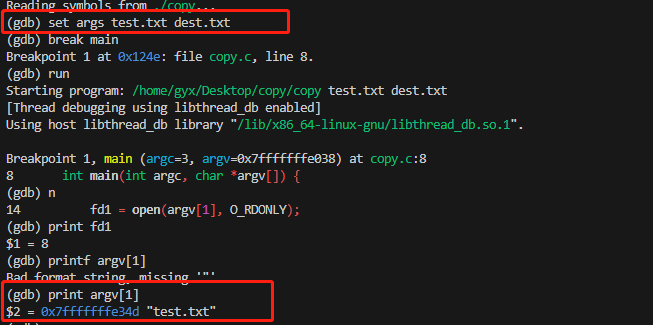 Reading symbols from ./copy...
(gdb) set args test.txt dest.txt
(gdb) break main
Breakpoint 1 at 0x124e: file copy.c, line 8.
(gdb) run
Starting program: /home/gyx/Desktop/copy/copy test.txt dest.txt
[Thread debugging using libthread_db enabled]
Using host libthread_db library "/lib/x86_64-linux-gnu/libthread_db.so.1".
Breakpoint 1, main (argc=3, argv=0x7fffffffe038) at copy.c:8
8 int main(int argc, char *argv[]) {
(gdb) n
14 fd1 = open(argv[1], O_RDONLY);
(gdb) print fd1
$1 = 8
(gdb) printf argv[1]
Bad format string, missing '"'
(gdb) print argv[1]
$2 = 0x7fffffffe34d "test.txt"